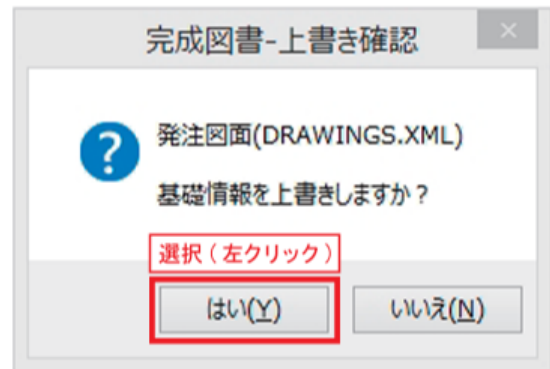 完成図書-上書き確認
発注図面(DRAWINGS.XML)
基礎情報を上書きしますか？
選択（左クリック）
はい(Y)
いいえ(N)